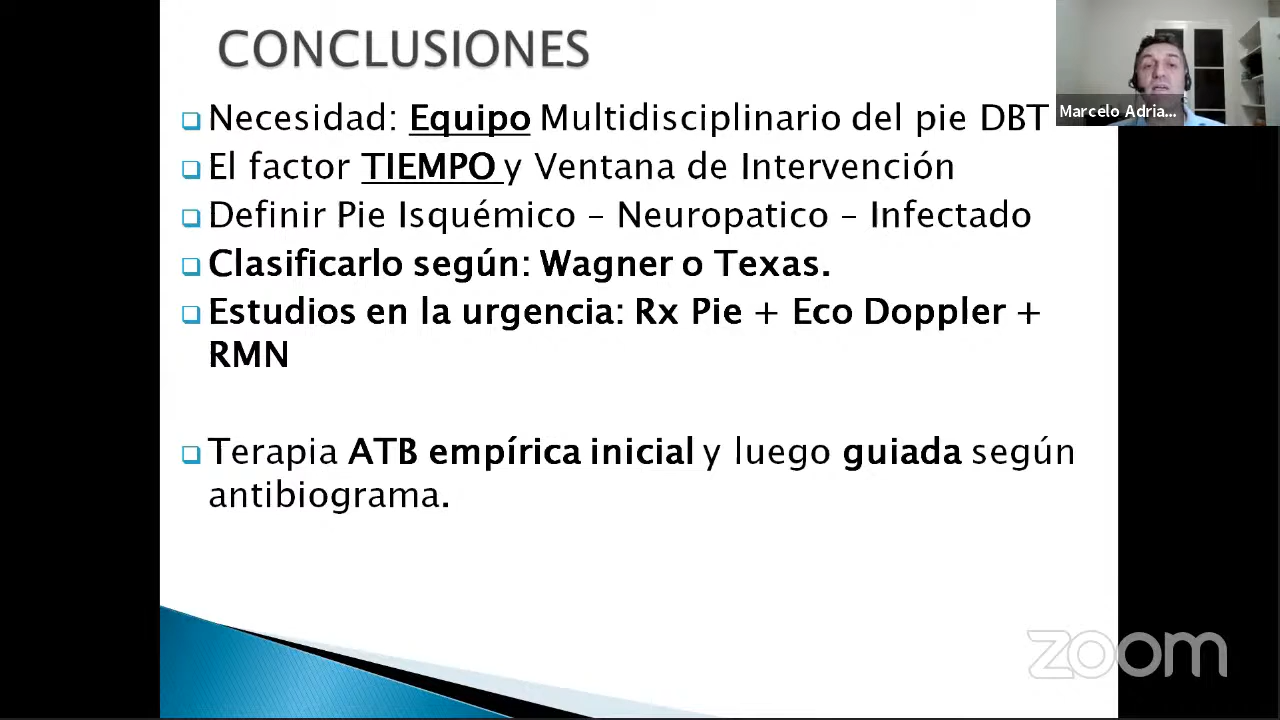 CONCLUSIONES
Necesidad: Equipo Multidisciplinario del pie DBT
El factor TIEMPO y Ventana de Intervención
Definir Pie Isquémico – Neuropatico – Infectado
Clasificarlo según: Wagner o Texas.
Estudios en la urgencia: Rx Pie + Eco Doppler +
RMN
Terapia ATB empírica inicial y luego guiada según
antibiograma.
Marcelo Adria...
zoom